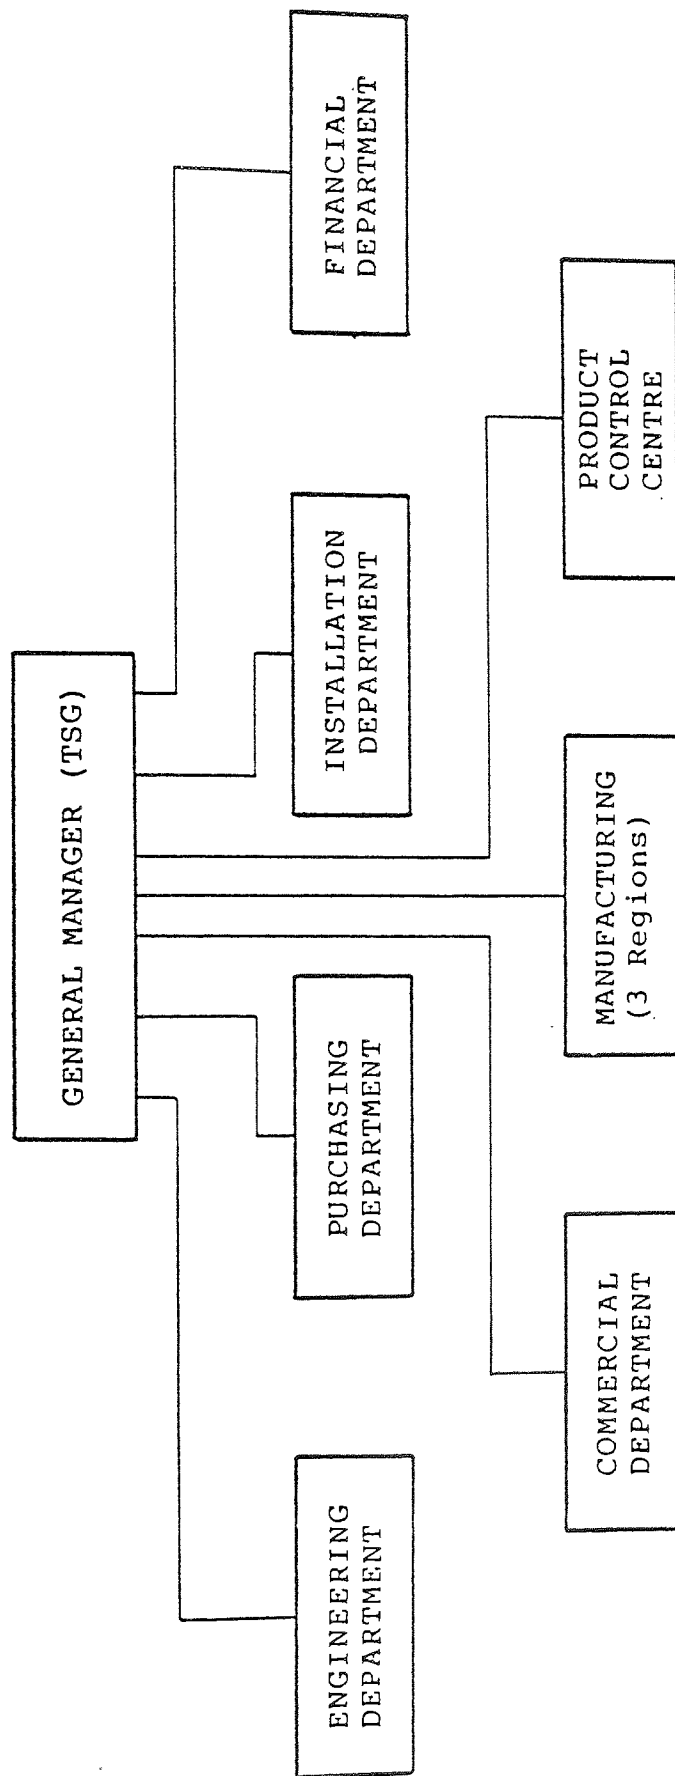 GENERAL MANAGER (TSG)
ENGINEERING
DEPARTMENT
PURCHASING
DEPARTMENT
INSTALLATION
DEPARTMENT
FINANCIAL
DEPARTMENT
COMMERCIAL
DEPARTMENT
MANUFACTURING
(3 Regions)
PRODUCT
CONTROL
CENTRE